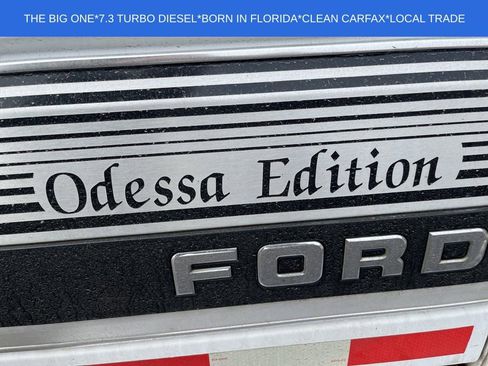 THE BIG ONE*7.3 TURBO DIESEL*BORN IN FLORIDA*CLEAN CARFAX*LOCAL TRADE
Odessa Edition
FORD